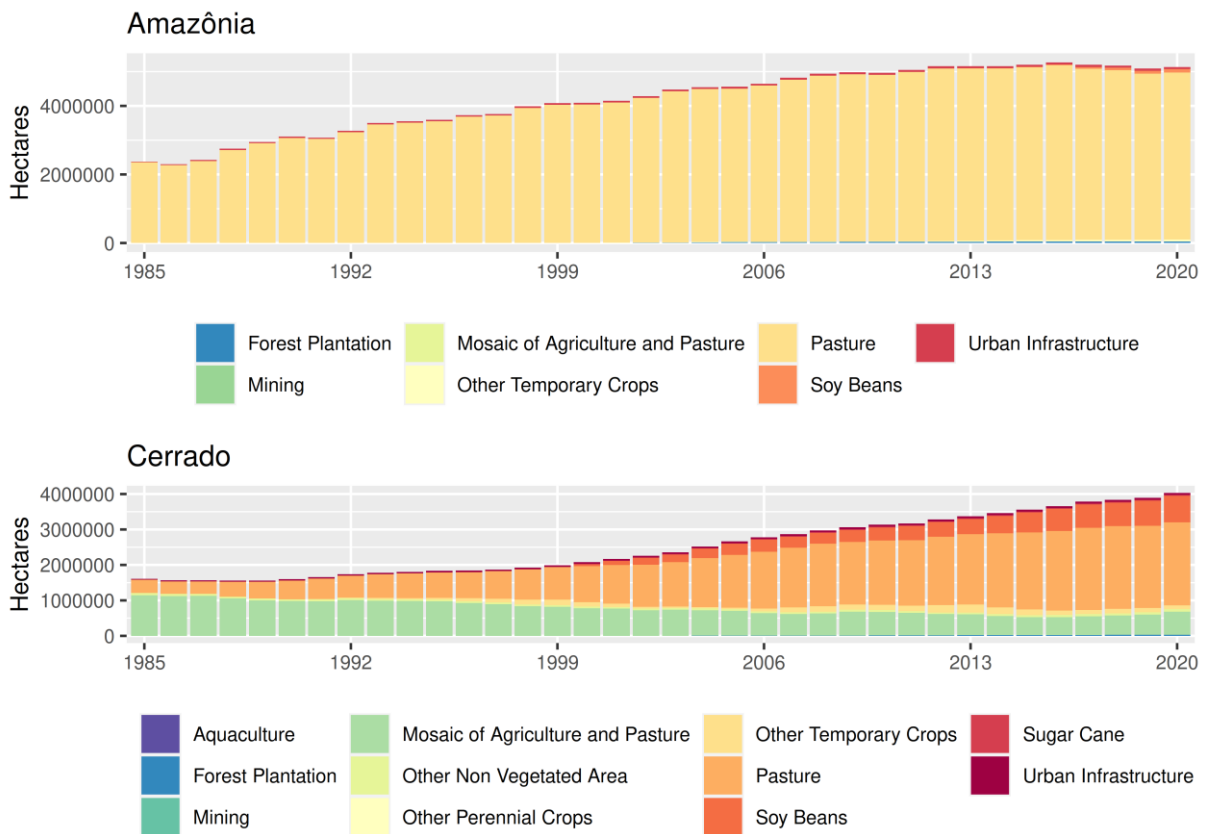 Amazônia
Hectares
4000000
2000000
0
1985 1992 1999 2006 2013 2020
Forest Plantation Mosaic of Agriculture and Pasture Pasture Urban Infrastructure
Mining Other Temporary Crops Soy Beans
Cerrado
Hectares
4000000
3000000
2000000
1000000
0
1985 1992 1999 2006 2013 2020
Aquaculture Mosaic of Agriculture and Pasture Other Temporary Crops Sugar Cane
Forest Plantation Other Non Vegetated Area Pasture Urban Infrastructure
Mining Other Perennial Crops Soy Beans